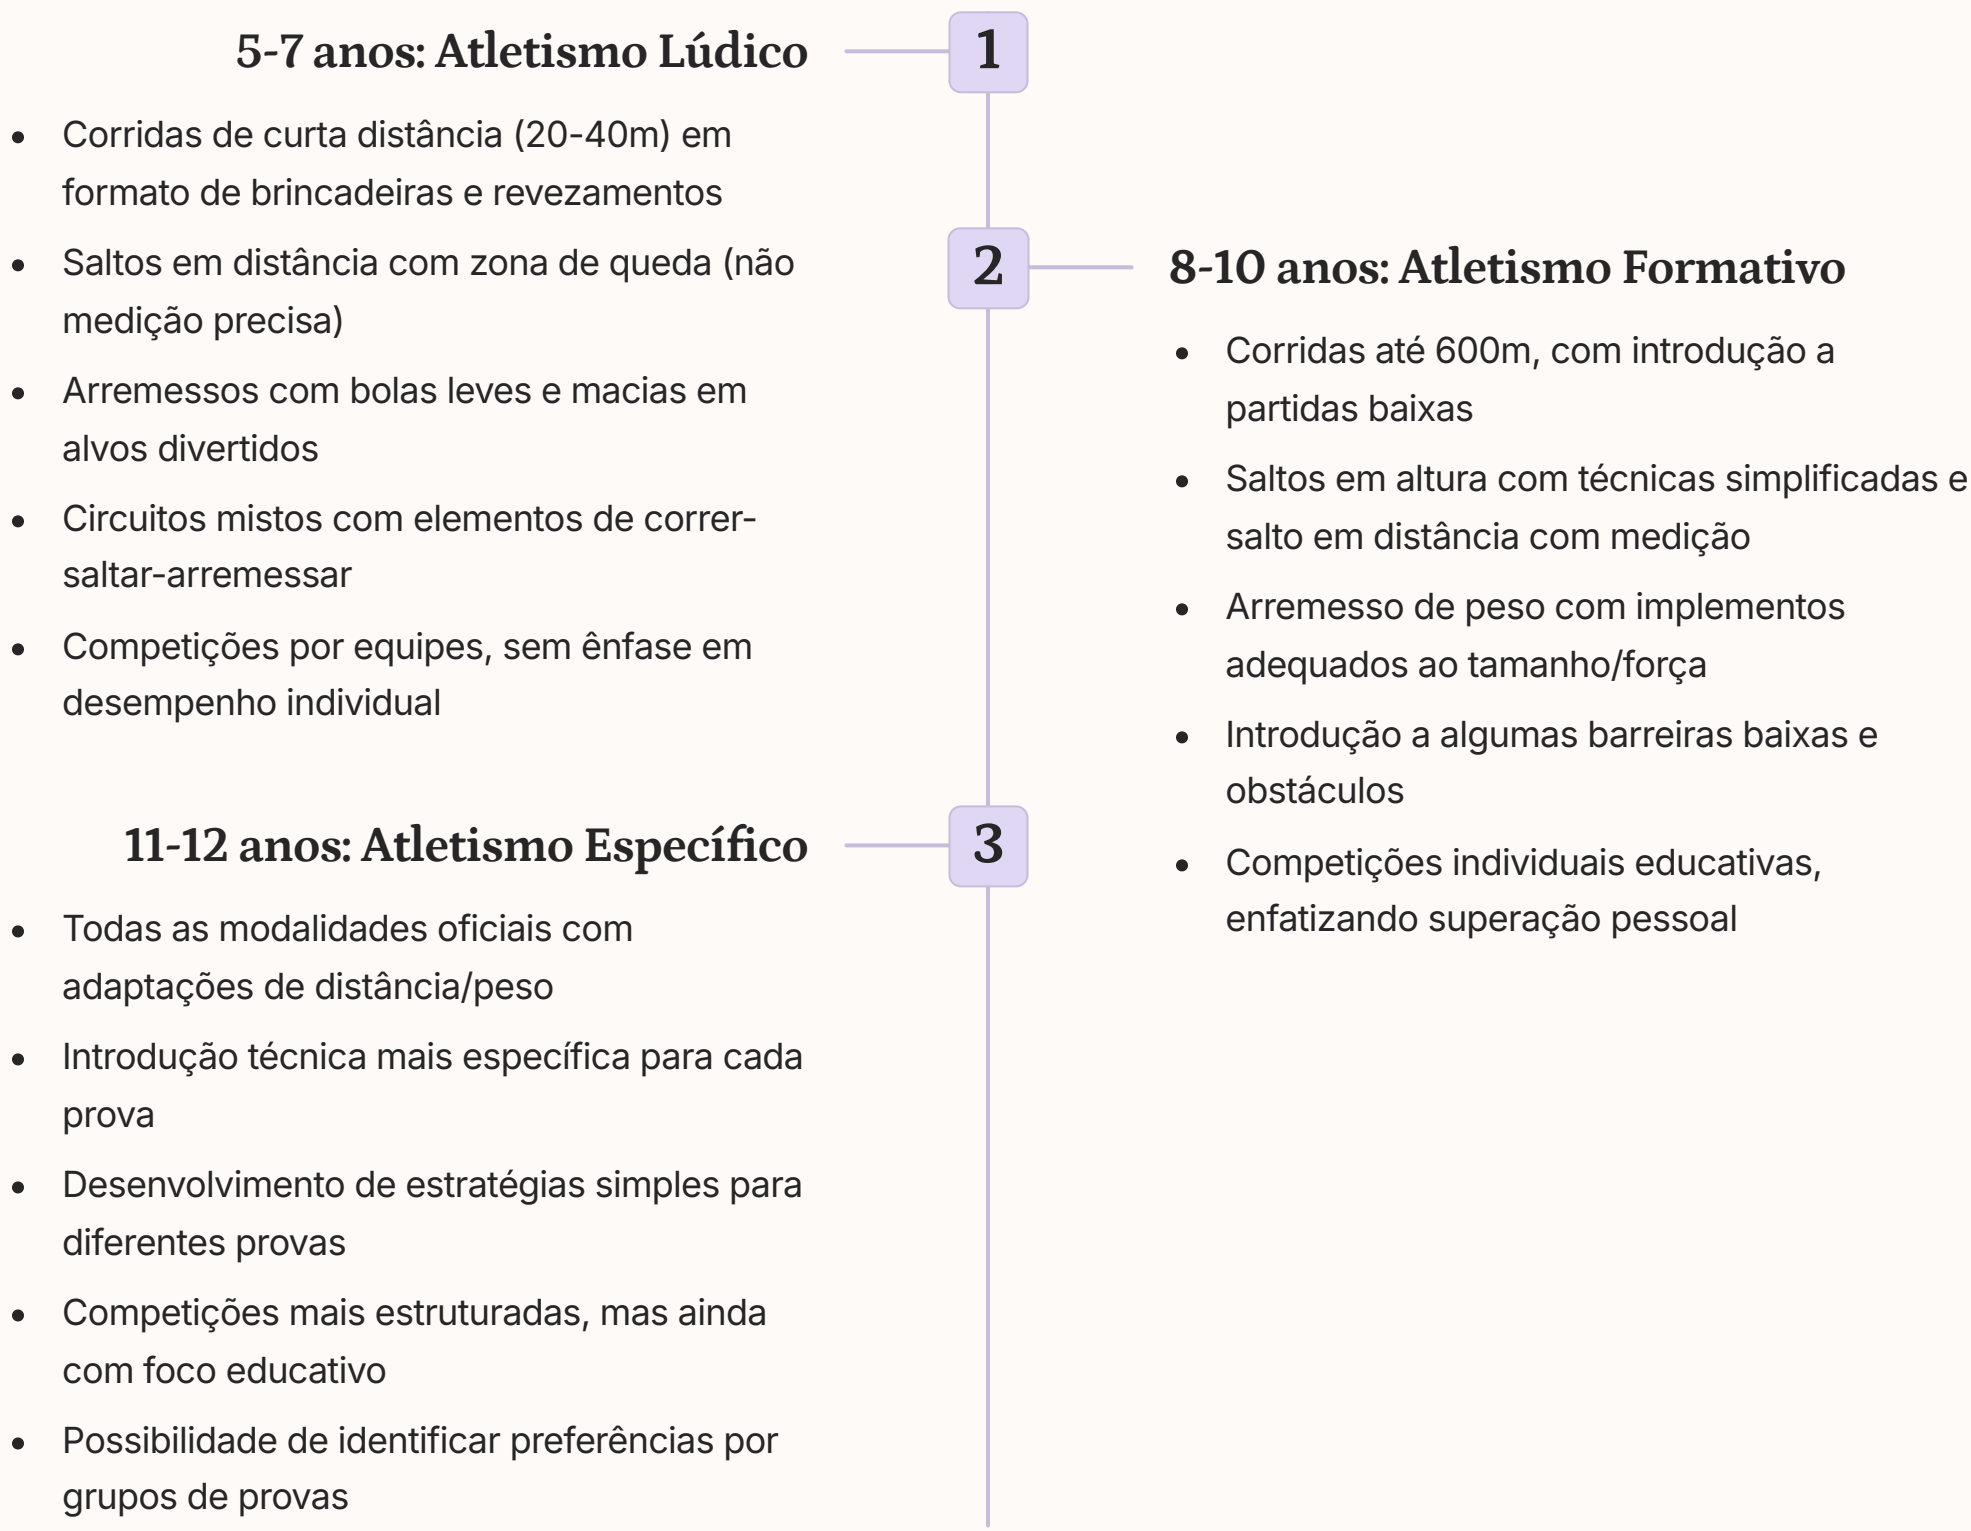 5-7 anos: Atletismo Lúdico
1
• Corridas de curta distância (20-40m) em
formato de brincadeiras e revezamentos
• Saltos em distância com zona de queda (não
medição precisa)
• Arremessos com bolas leves e macias em
alvos divertidos
• Circuitos mistos com elementos de correr-
saltar-arremessar
• Competições por equipes, sem ênfase em
desempenho individual
2
8-10 anos: Atletismo Formativo
• Corridas até 600m, com introdução a
partidas baixas
• Saltos em altura com técnicas simplificadas e
salto em distância com medição
• Arremesso de peso com implementos
adequados ao tamanho/força
• Introdução a algumas barreiras baixas e
obstáculos
• Competições individuais educativas,
enfatizando superação pessoal
11-12 anos: Atletismo Específico
3
• Todas as modalidades oficiais com
adaptações de distância/peso
• Introdução técnica mais específica para cada
prova
• Desenvolvimento de estratégias simples para
diferentes provas
• Competições mais estruturadas, mas ainda
com foco educativo
• Possibilidade de identificar preferências por
grupos de provas